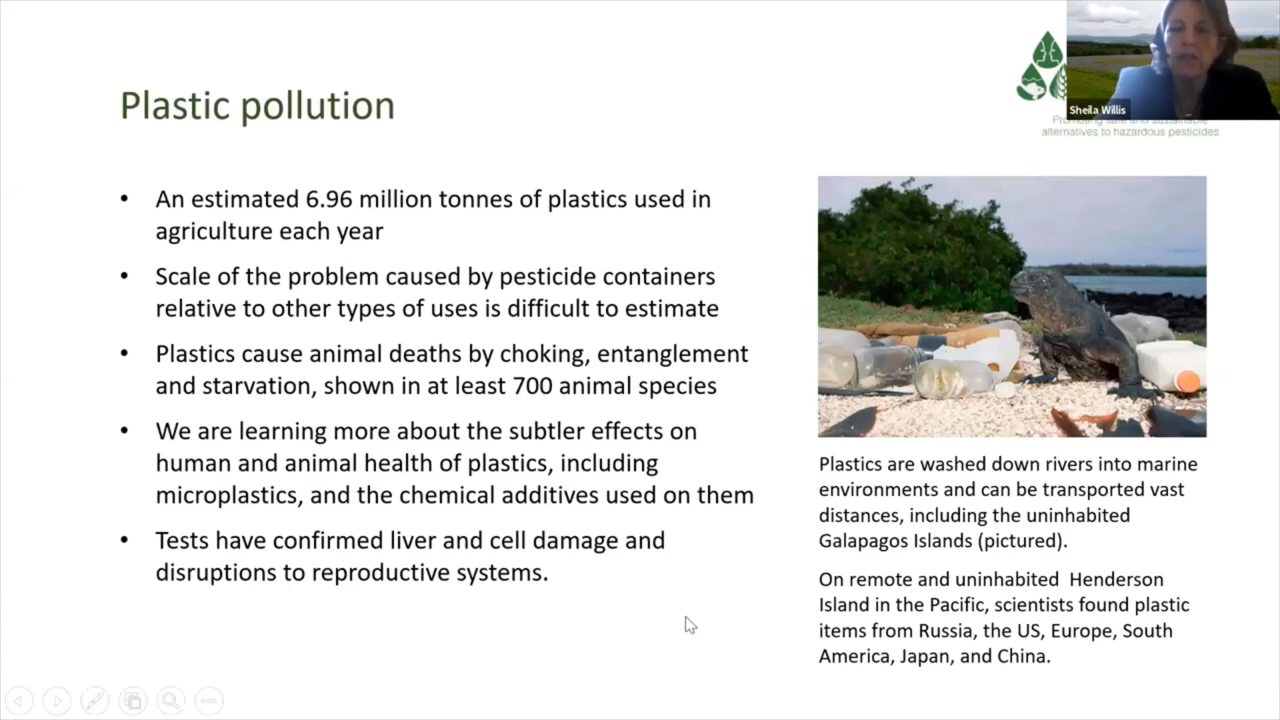 Plastic pollution
Sheila Willis
Promoting safe and sustainable
alternatives to hazardous pesticides
• An estimated 6.96 million tonnes of plastics used in
agriculture each year
• Scale of the problem caused by pesticide containers
relative to other types of uses is difficult to estimate
• Plastics cause animal deaths by choking, entanglement
and starvation, shown in at least 700 animal species
• We are learning more about the subtler effects on
human and animal health of plastics, including
microplastics, and the chemical additives used on them
• Tests have confirmed liver and cell damage and
disruptions to reproductive systems.
Plastics are washed down rivers into marine
environments and can be transported vast
distances, including the uninhabited
Galapagos Islands (pictured).
On remote and uninhabited Henderson
Island in the Pacific, scientists found plastic
items from Russia, the US, Europe, South
America, Japan, and China.